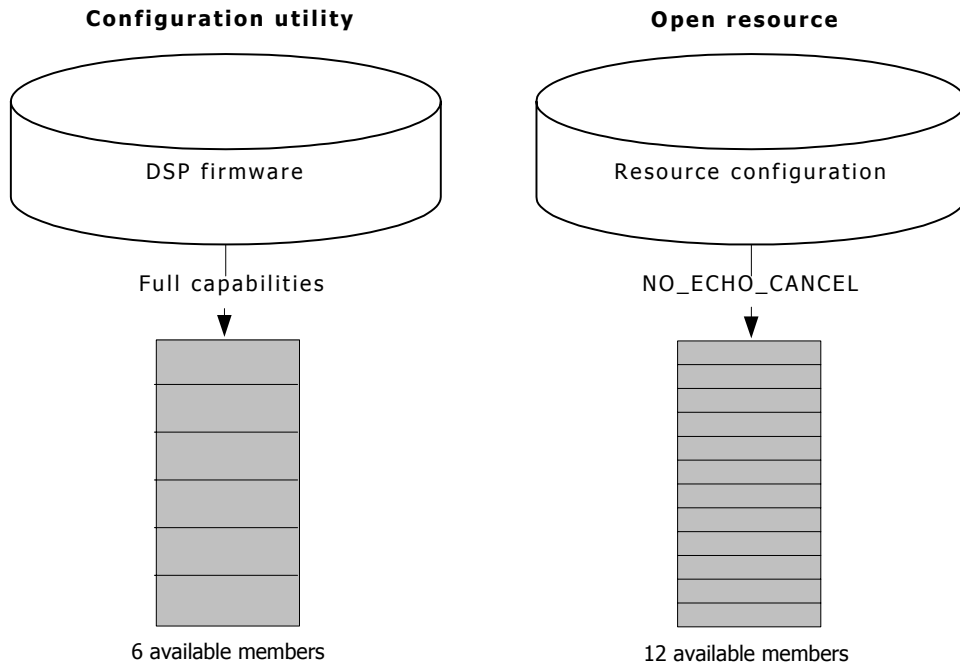 Configuration utility
DSP firmware
Full capabilities
6 available members
Open resource
Resource configuration
NO_ECHO_CANCEL
12 available members